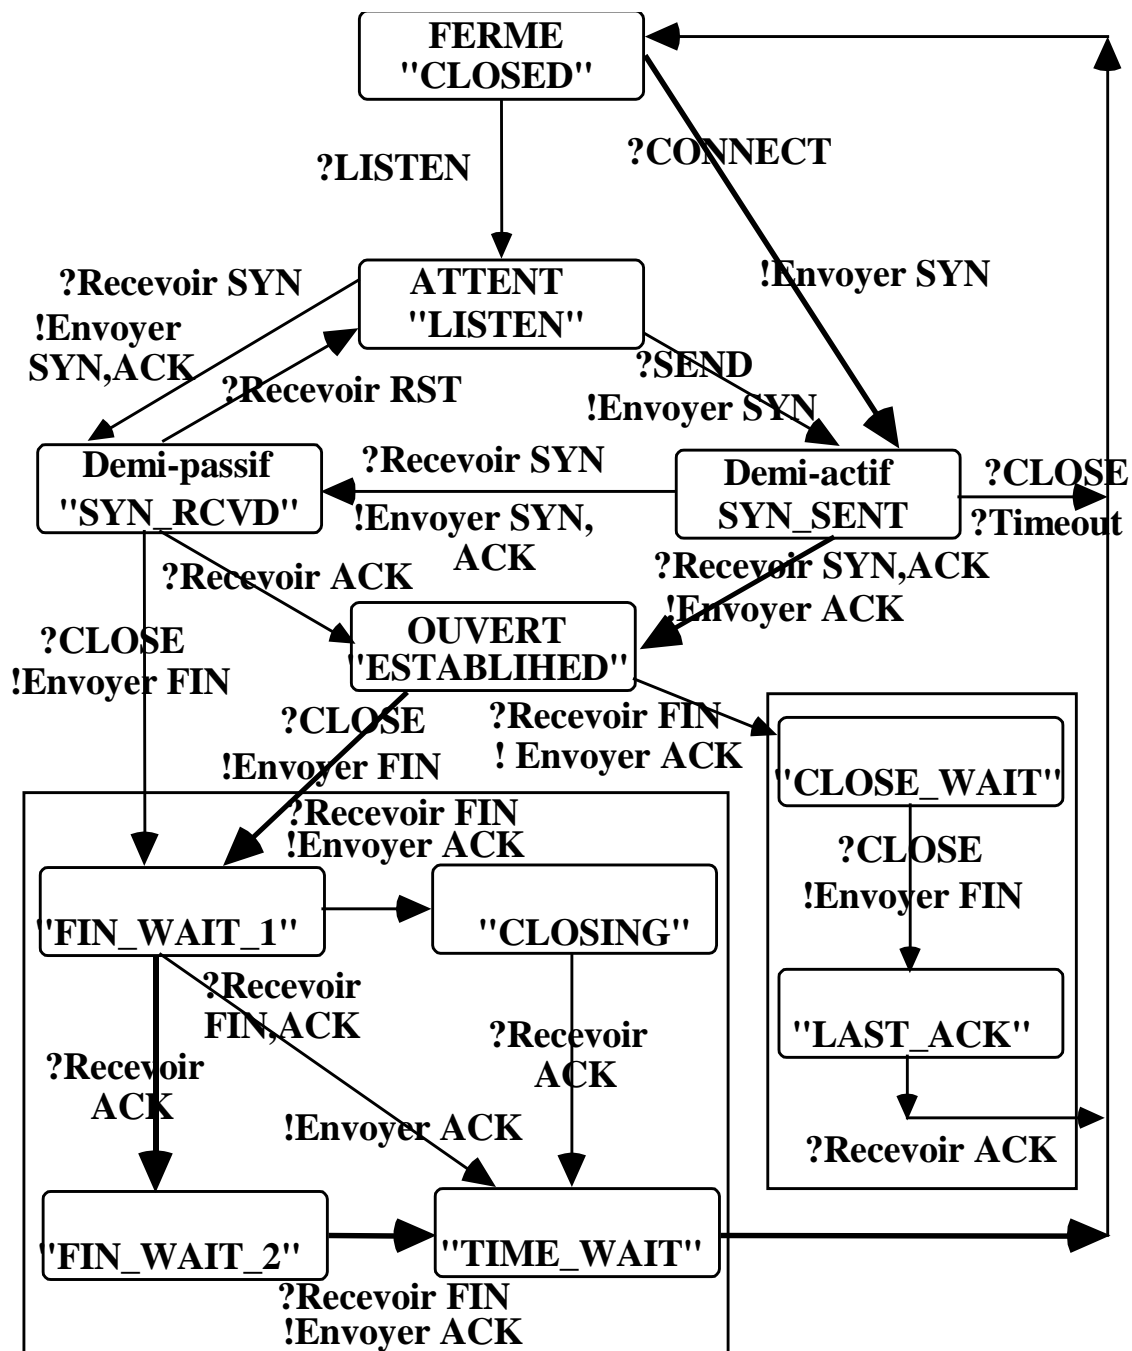 FERME
"CLOSED"
?LISTEN
?CONNECT
?Recevoir SYN
!Envoyer
SYN,ACK
ATTENT
"LISTEN"
!Envoyer SYN
?Recevoir RST
?SEND
!Envoyer SYN
Demi-passif
"SYN_RCVD"
?Recevoir SYN
!Envoyer SYN,
ACK
Demi-actif
SYN_SENT
?CLOSE
?Timeout
?Recevoir ACK
?Recevoir SYN,ACK
!Envoyer ACK
?CLOSE
!Envoyer FIN
OUVERT
"ESTABLIHED"
?CLOSE
!Envoyer FIN
?Recevoir FIN
! Envoyer ACK
"CLOSE_WAIT"
?Recevoir FIN
!Envoyer ACK
?CLOSE
!Envoyer FIN
"FIN_WAIT_1"
"CLOSING"
?Recevoir
FIN,ACK
"LAST_ACK"
?Recevoir
ACK
?Recevoir
ACK
!Envoyer ACK
?Recevoir ACK
"FIN_WAIT_2"
"TIME_WAIT"
?Recevoir FIN
!Envoyer ACK